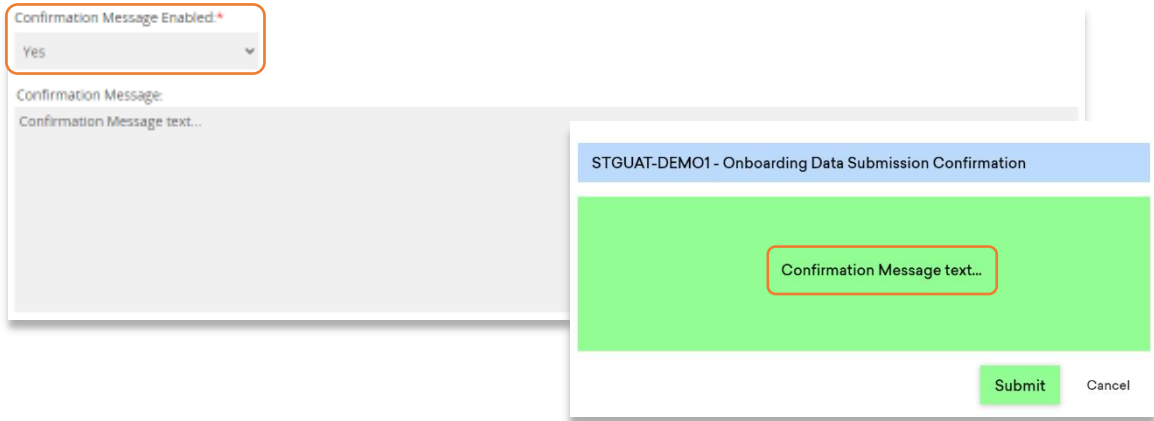 Confirmation Message Enabled:*
Yes
Confirmation Message:
Confirmation Message text...
STGUAT-DEMO1 - Onboarding Data Submission Confirmation
Confirmation Message text...
Submit
Cancel